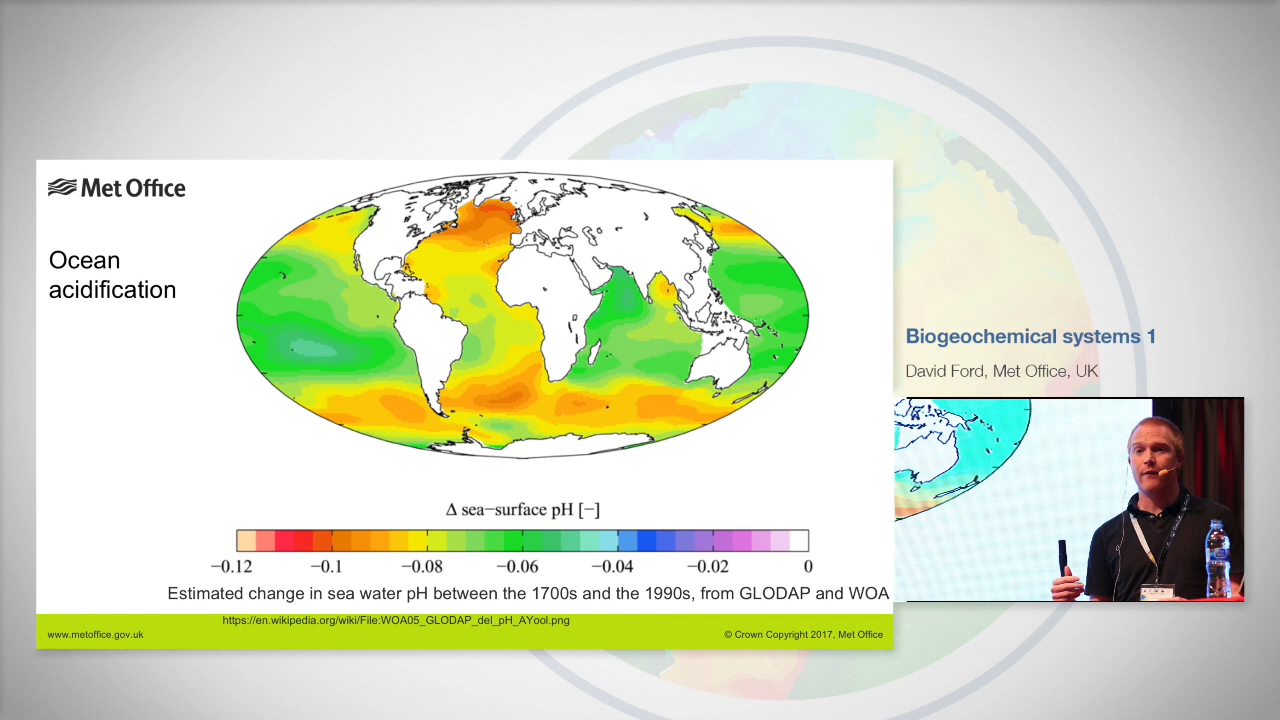 Met Office
Ocean
acidification
Δ sea−surface pH [−]
−0.12 −0.1 −0.08 −0.06 −0.04 −0.02 0
Estimated change in sea water pH between the 1700s and the 1990s, from GLODAP and WOA
https://en.wikipedia.org/wiki/File:WOA05_GLODAP_del_pH_AYool.png
www.metoffice.gov.uk
© Crown Copyright 2017, Met Office
Biogeochemical systems 1
David Ford, Met Office, UK